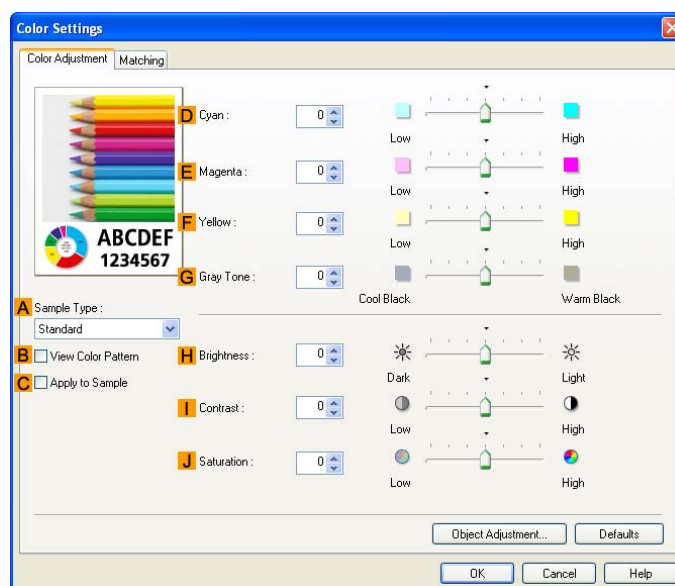 Color Settings
Color Adjustment Matching
D Cyan : 0
Low High
E Magenta : 0
Low High
F Yellow : 0
Low High
ABCDEF
1234567
G Gray Tone : 0
Cool Black Warm Black
A Sample Type :
Standard
B View Color Pattern
C Apply to Sample
H Brightness : 0
Dark Light
I Contrast : 0
Low High
J Saturation : 0
Low High
Object Adjustment... Defaults
OK Cancel Help